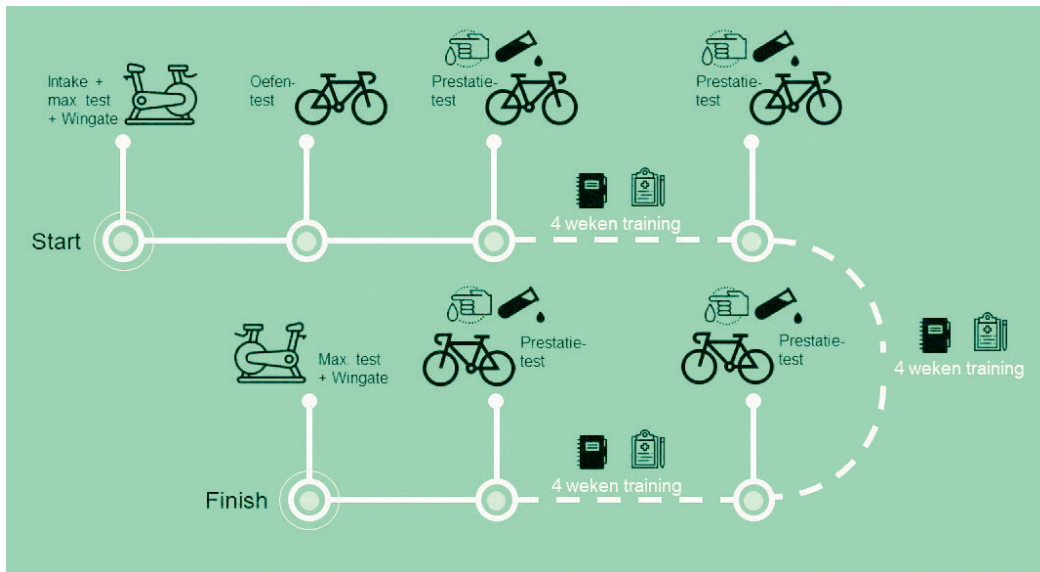 Intake +
max. test
+ Wingate
Oefen-
test
Prestatie-
test
Prestatie-
test
4 weken training
Start
Prestatie-
test
Prestatie-
test
Max. test
+ Wingate
4 weken training
4 weken training
Finish